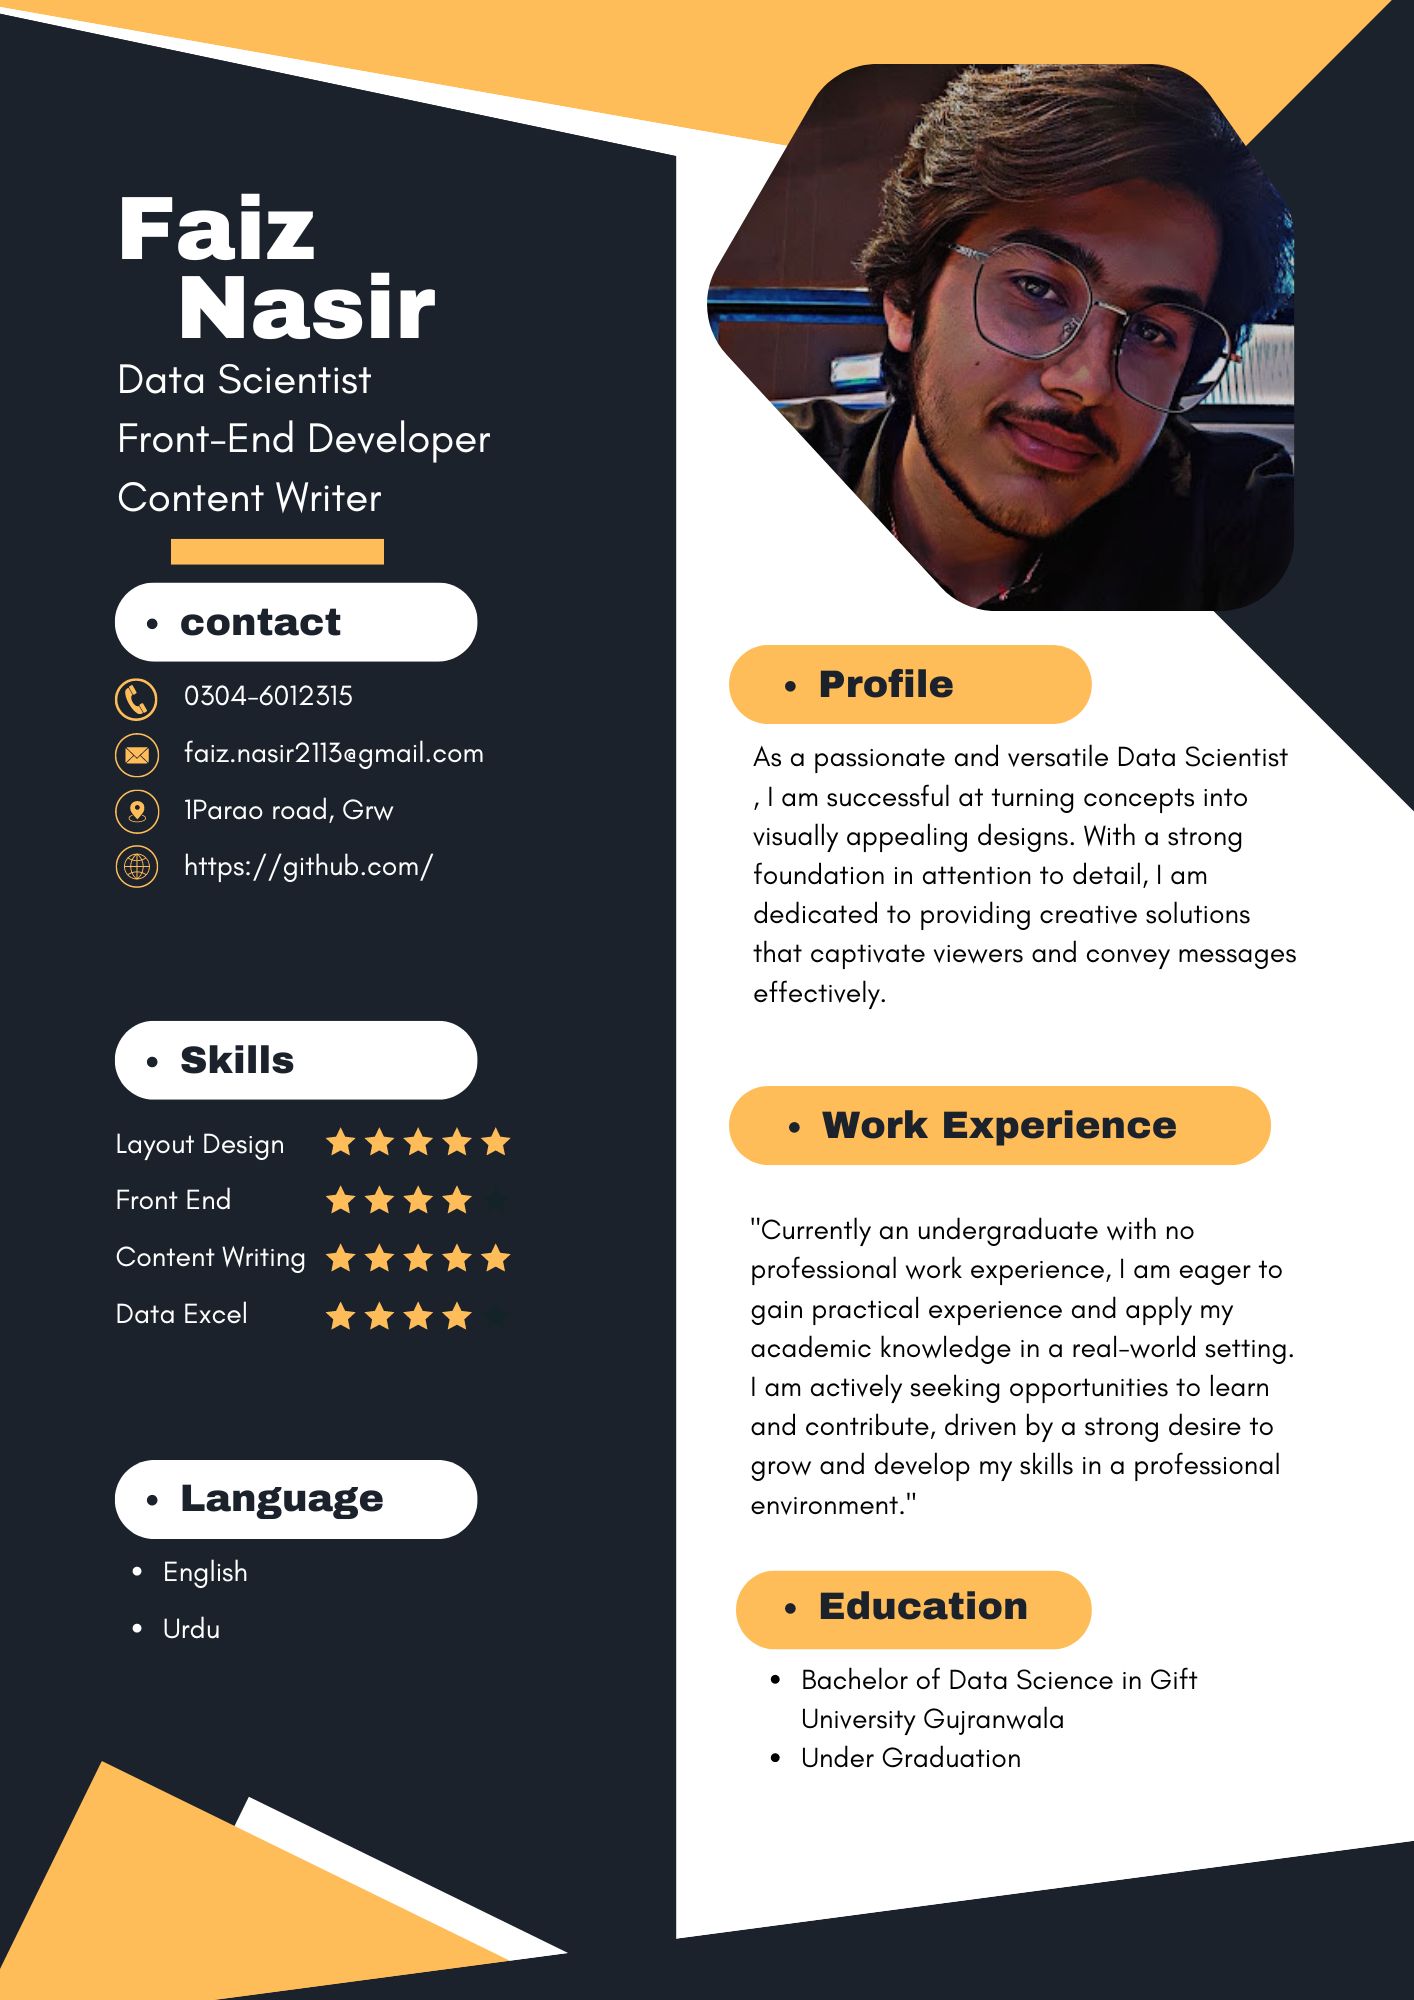 Faiz
Nasir
Data Scientist
Front-End Developer
Content Writer
• contact
0304-6012315
faiz.nasir2113@gmail.com
1Parao road, Grw
https://github.com/
• Skills
Layout Design
Front End
Content Writing
Data Excel
• Language
• English
• Urdu
• Profile
As a passionate and versatile Data Scientist
, I am successful at turning concepts into
visually appealing designs. With a strong
foundation in attention to detail, I am
dedicated to providing creative solutions
that captivate viewers and convey messages
effectively.
• Work Experience
"Currently an undergraduate with no
professional work experience, I am eager to
gain practical experience and apply my
academic knowledge in a real-world setting.
I am actively seeking opportunities to learn
and contribute, driven by a strong desire to
grow and develop my skills in a professional
environment."
• Education
• Bachelor of Data Science in Gift
University Gujranwala
• Under Graduation